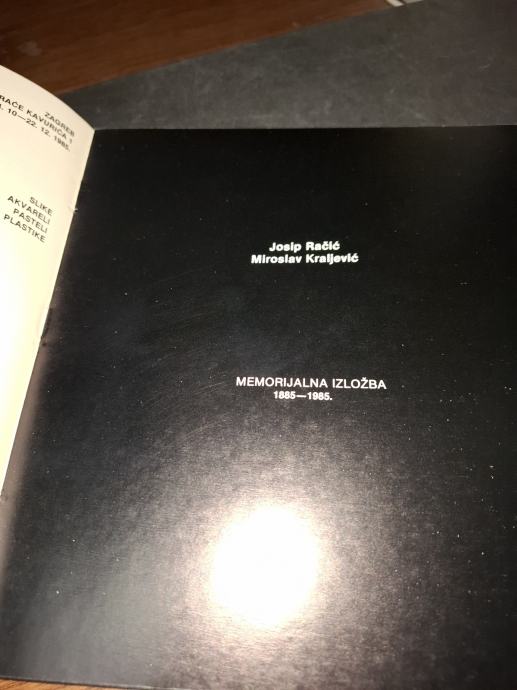 ZAGREB
KAVURIĆA 1
10—22. 12. 1985.
SLIKE
AKVARELI
PASTELI
PLASTIKE
Josip Račić
Miroslav Kraljević
MEMORIJALNA IZLOŽBA
1885—1985.